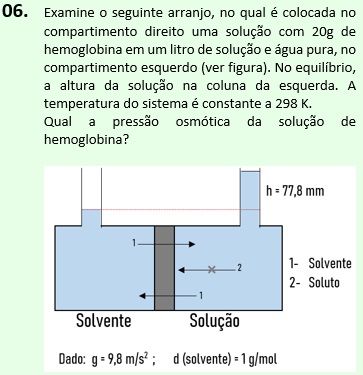 06. Examine o seguinte arranjo, no qual é colocada no
compartimento direito uma solução com 20g de
hemoglobina em um litro de solução e água pura, no
compartimento esquerdo (ver figura). No equilíbrio,
a altura da solução na coluna da esquerda. A
temperatura do sistema é constante a 298 K.
Qual a pressão osmótica da solução de
hemoglobina?
h = 77,8 mm
1
2
1
1- Solvente
2- Soluto
Solvente Solução
Dado: g = 9,8 m/s² ; d (solvente) = 1 g/mol